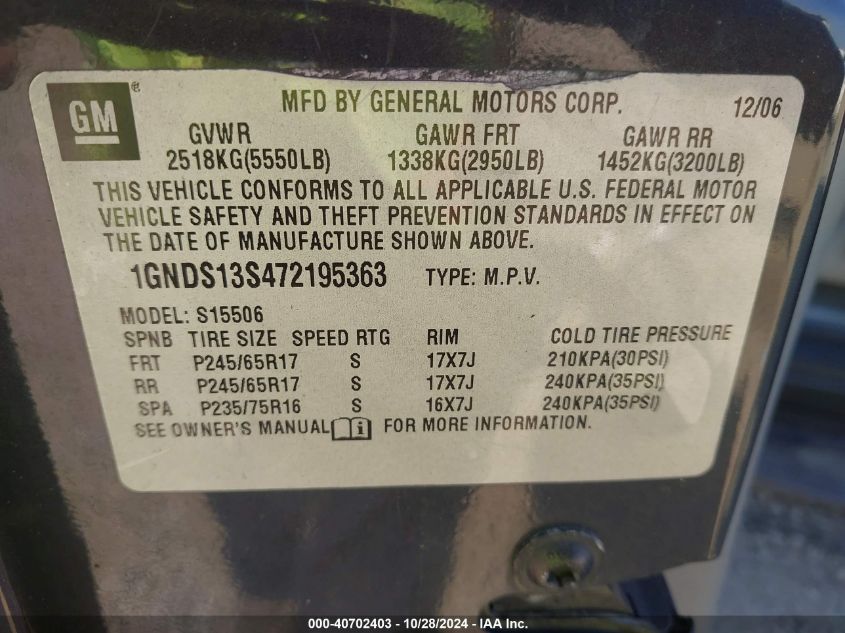 GM®
MFD BY GENERAL MOTORS CORP. 12/06
GVWR GAWR FRT GAWR RR
2518KG(5550LB) 1338KG(2950LB) 1452KG(3200LB)
THIS VEHICLE CONFORMS TO ALL APPLICABLE U.S. FEDERAL MOTOR
VEHICLE SAFETY AND THEFT PREVENTION STANDARDS IN EFFECT ON
THE DATE OF MANUFACTURE SHOWN ABOVE.
1GNDS13S472195363 TYPE: M.P.V.
MODEL: S15506
SPNB TIRE SIZE SPEED RTG RIM COLD TIRE PRESSURE
FRT P245/65R17 S 17X7J 210KPA(30PSI)
RR P245/65R17 S 17X7J 240KPA(35PSI)
SPA P235/75R16 S 16X7J 240KPA(35PSI)
SEE OWNER'S MANUAL i FOR MORE INFORMATION.
000-40702403 - 10/28/2024 - IAA Inc.